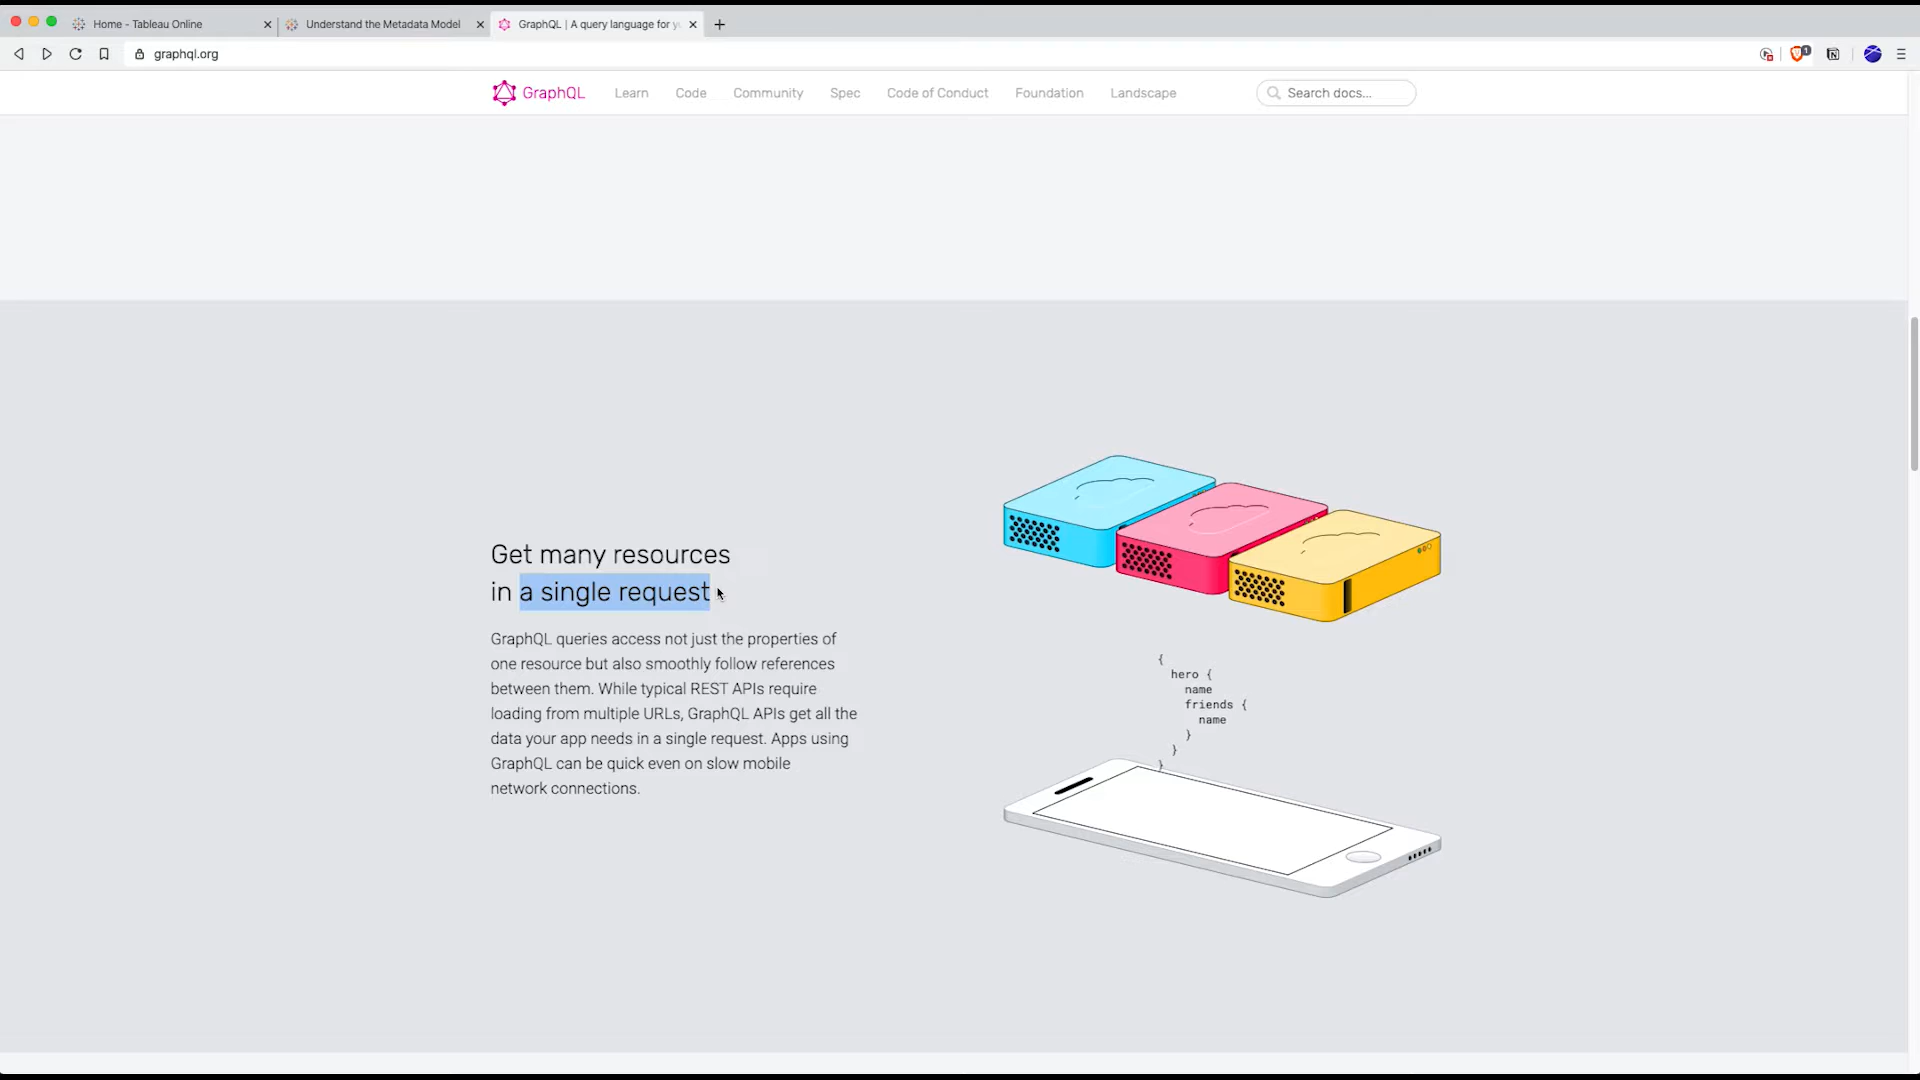 Home - Tableau Online
Understand the Metadata Model
GraphQL | A query language for
graphql.org
1
GraphQL
Learn
Code
Community
Spec
Code of Conduct
Foundation
Landscape
Search docs...
Get many resources
in a single request
GraphQL queries access not just the properties of
one resource but also smoothly follow references
between them. While typical REST APIs require
loading from multiple URLs, GraphQL APIs get all the
data your app needs in a single request. Apps using
GraphQL can be quick even on slow mobile
network connections.
{
hero {
name
friends {
name
}
}
}